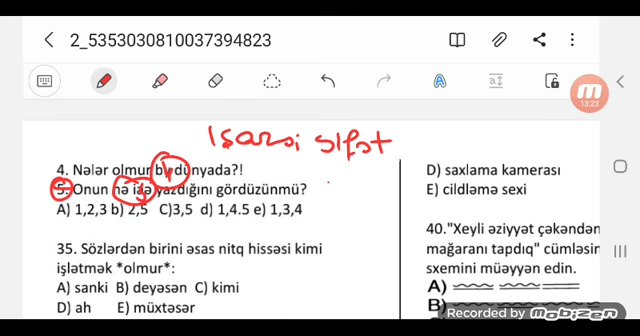 2_5353030810037394823
13:23
Işarəi sifət
4. Nələr olmur bu dünyada?!
5. Onun nə ilə yazdığını gördüzünmü?
A) 1,2,3 b) 2,5 C)3,5 d) 1,4.5 e) 1,3,4
35. Sözlərdən birini əsas nitq hissəsi kimi
işlətmək *olmur*:
A) sanki B) deyəsən C) kimi
D) ah E) müxtəsər
D) saxlama kamerası
E) cildləmə sexi
40."Xeyli əziyyət çəkəndən
mağaranı tapdıq" cümləsin
sxemini müəyyən edin.
A)
B)
Recorded by mobizen